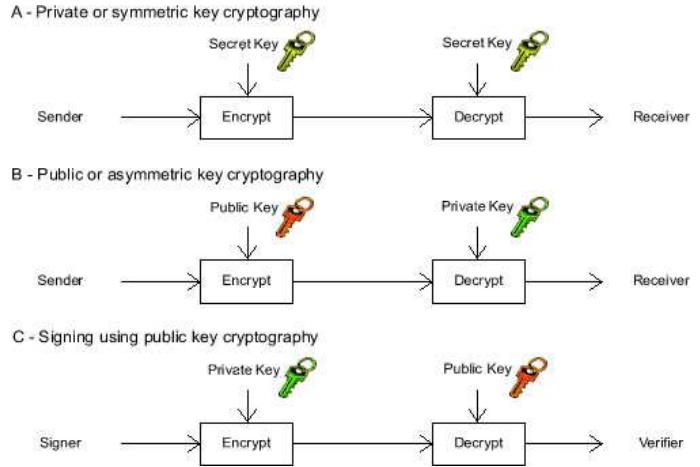 A - Private or symmetric key cryptography
Secret Key
Secret Key
Sender
Encrypt
Decrypt
Receiver
B - Public or asymmetric key cryptography
Public Key
Private Key
Sender
Encrypt
Decrypt
Receiver
C - Signing using public key cryptography
Private Key
Public Key
Signer
Encrypt
Decrypt
Verifier